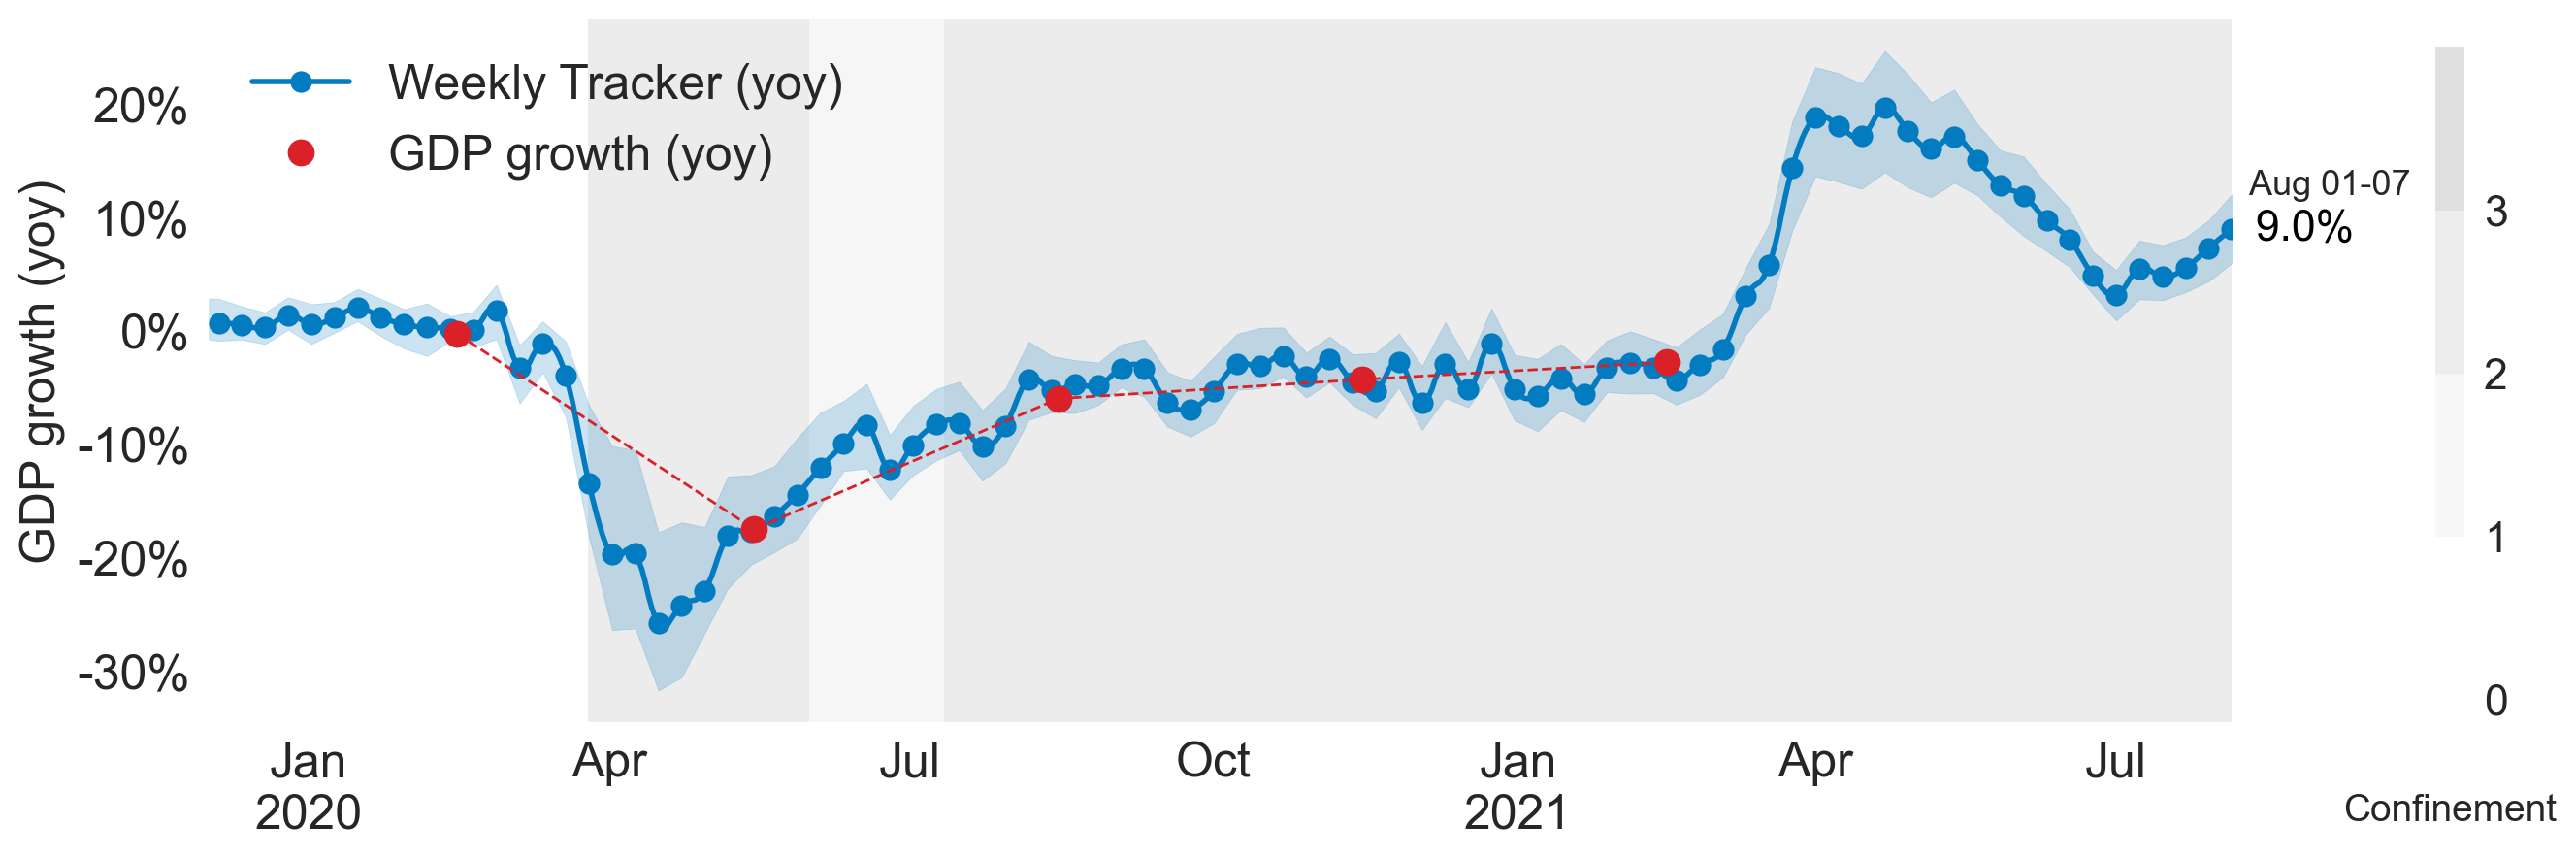 Weekly Tracker (yoy)
GDP growth (yoy)
GDP growth (yoy)
20%
10%
0%
-10%
-20%
-30%
Jan
2020
Apr
Jul
Oct
Jan
2021
Apr
Jul
Aug 01-07
9.0%
3
2
1
0
Confinement